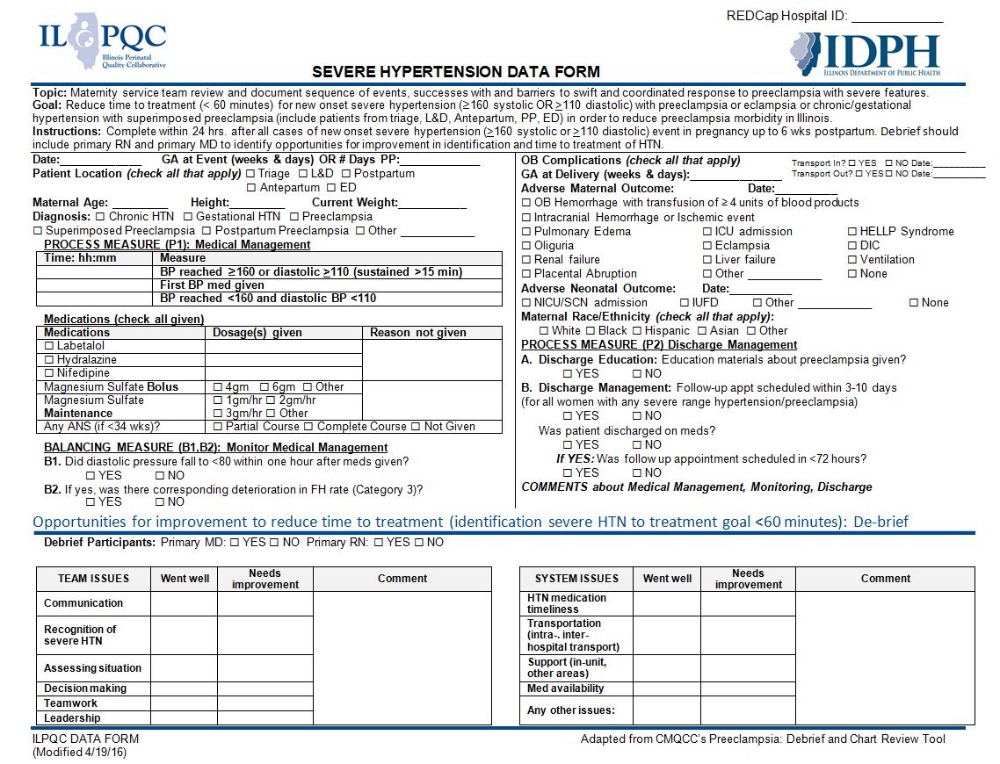 REDCap Hospital ID: _____________
IL PQC
Illinois Perinatal
Quality Collaborative
IDPH
ILLINOIS DEPARTMENT OF PUBLIC HEALTH
SEVERE HYPERTENSION DATA FORM
Topic: Maternity service team review and document sequence of events, successes with and barriers to swift and coordinated response to preeclampsia with severe features.
Goal: Reduce time to treatment (< 60 minutes) for new onset severe hypertension (≥160 systolic OR ≥110 diastolic) with preeclampsia or eclampsia or chronic/gestational
hypertension with superimposed preeclampsia (include patients from triage, L&D, Antepartum, PP, ED) in order to reduce preeclampsia morbidity in Illinois.
Instructions: Complete within 24 hrs. after all cases of new onset severe hypertension (≥160 systolic or ≥110 diastolic) event in pregnancy up to 6 wks postpartum. Debrief should
include primary RN and primary MD to identify opportunities for improvement in identification and time to treatment of HTN.
Date:_____________ GA at Event (weeks & days) OR # Days PP:_____________
Patient Location (check all that apply) ☐ Triage ☐ L&D ☐ Postpartum
☐ Antepartum ☐ ED
Maternal Age: _________ Height:_________ Current Weight:___________
Diagnosis: ☐ Chronic HTN ☐ Gestational HTN ☐ Preeclampsia
☐ Superimposed Preeclampsia ☐ Postpartum Preeclampsia ☐ Other ____________
PROCESS MEASURE (P1): Medical Management
Time: hh:mm Measure
BP reached ≥160 or diastolic ≥110 (sustained >15 min)
First BP med given
BP reached <160 and diastolic BP <110
Medications (check all given)
Medications Dosage(s) given Reason not given
☐ Labetalol
☐ Hydralazine
☐ Nifedipine
Magnesium Sulfate Bolus ☐ 4gm ☐ 6gm ☐ Other
Magnesium Sulfate ☐ 1gm/hr ☐ 2gm/hr
Maintenance ☐ 3gm/hr ☐ Other
Any ANS (if <34 wks)? ☐ Partial Course ☐ Complete Course ☐ Not Given
BALANCING MEASURE (B1,B2): Monitor Medical Management
B1. Did diastolic pressure fall to <80 within one hour after meds given?
☐ YES ☐ NO
B2. If yes, was there corresponding deterioration in FH rate (Category 3)?
☐ YES ☐ NO
OB Complications (check all that apply) Transport In? ☐ YES ☐ NO Date:__________
GA at Delivery (weeks & days):_______________ Transport Out? ☐ YES ☐ NO Date:__________
Adverse Maternal Outcome: Date:__________
☐ OB Hemorrhage with transfusion of ≥ 4 units of blood products
☐ Intracranial Hemorrhage or Ischemic event
☐ Pulmonary Edema ☐ ICU admission ☐ HELLP Syndrome
☐ Oliguria ☐ Eclampsia ☐ DIC
☐ Renal failure ☐ Liver failure ☐ Ventilation
☐ Placental Abruption ☐ Other ____________ ☐ None
Adverse Neonatal Outcome: Date:__________
☐ NICU/SCN admission ☐ IUFD ☐ Other ____________ ☐ None
Maternal Race/Ethnicity (check all that apply):
☐ White ☐ Black ☐ Hispanic ☐ Asian ☐ Other
PROCESS MEASURE (P2) Discharge Management
A. Discharge Education: Education materials about preeclampsia given?
☐ YES ☐ NO
B. Discharge Management: Follow-up appt scheduled within 3-10 days
(for all women with any severe range hypertension/preeclampsia)
☐ YES ☐ NO
Was patient discharged on meds?
☐ YES ☐ NO
If YES: Was follow up appointment scheduled in <72 hours?
☐ YES ☐ NO
COMMENTS about Medical Management, Monitoring, Discharge
Opportunities for improvement to reduce time to treatment (identification severe HTN to treatment goal <60 minutes): De-brief
Debrief Participants: Primary MD: ☐ YES ☐ NO Primary RN: ☐ YES ☐ NO
TEAM ISSUES Went well Needs improvement Comment
Communication
Recognition of
severe HTN
Assessing situation
Decision making
Teamwork
Leadership
SYSTEM ISSUES Went well Needs improvement Comment
HTN medication
timeliness
Transportation
(intra-. inter-
hospital transport)
Support (in-unit,
other areas)
Med availability
Any other issues:
ILPQC DATA FORM
(Modified 4/19/16)
Adapted from CMQCC's Preeclampsia: Debrief and Chart Review Tool